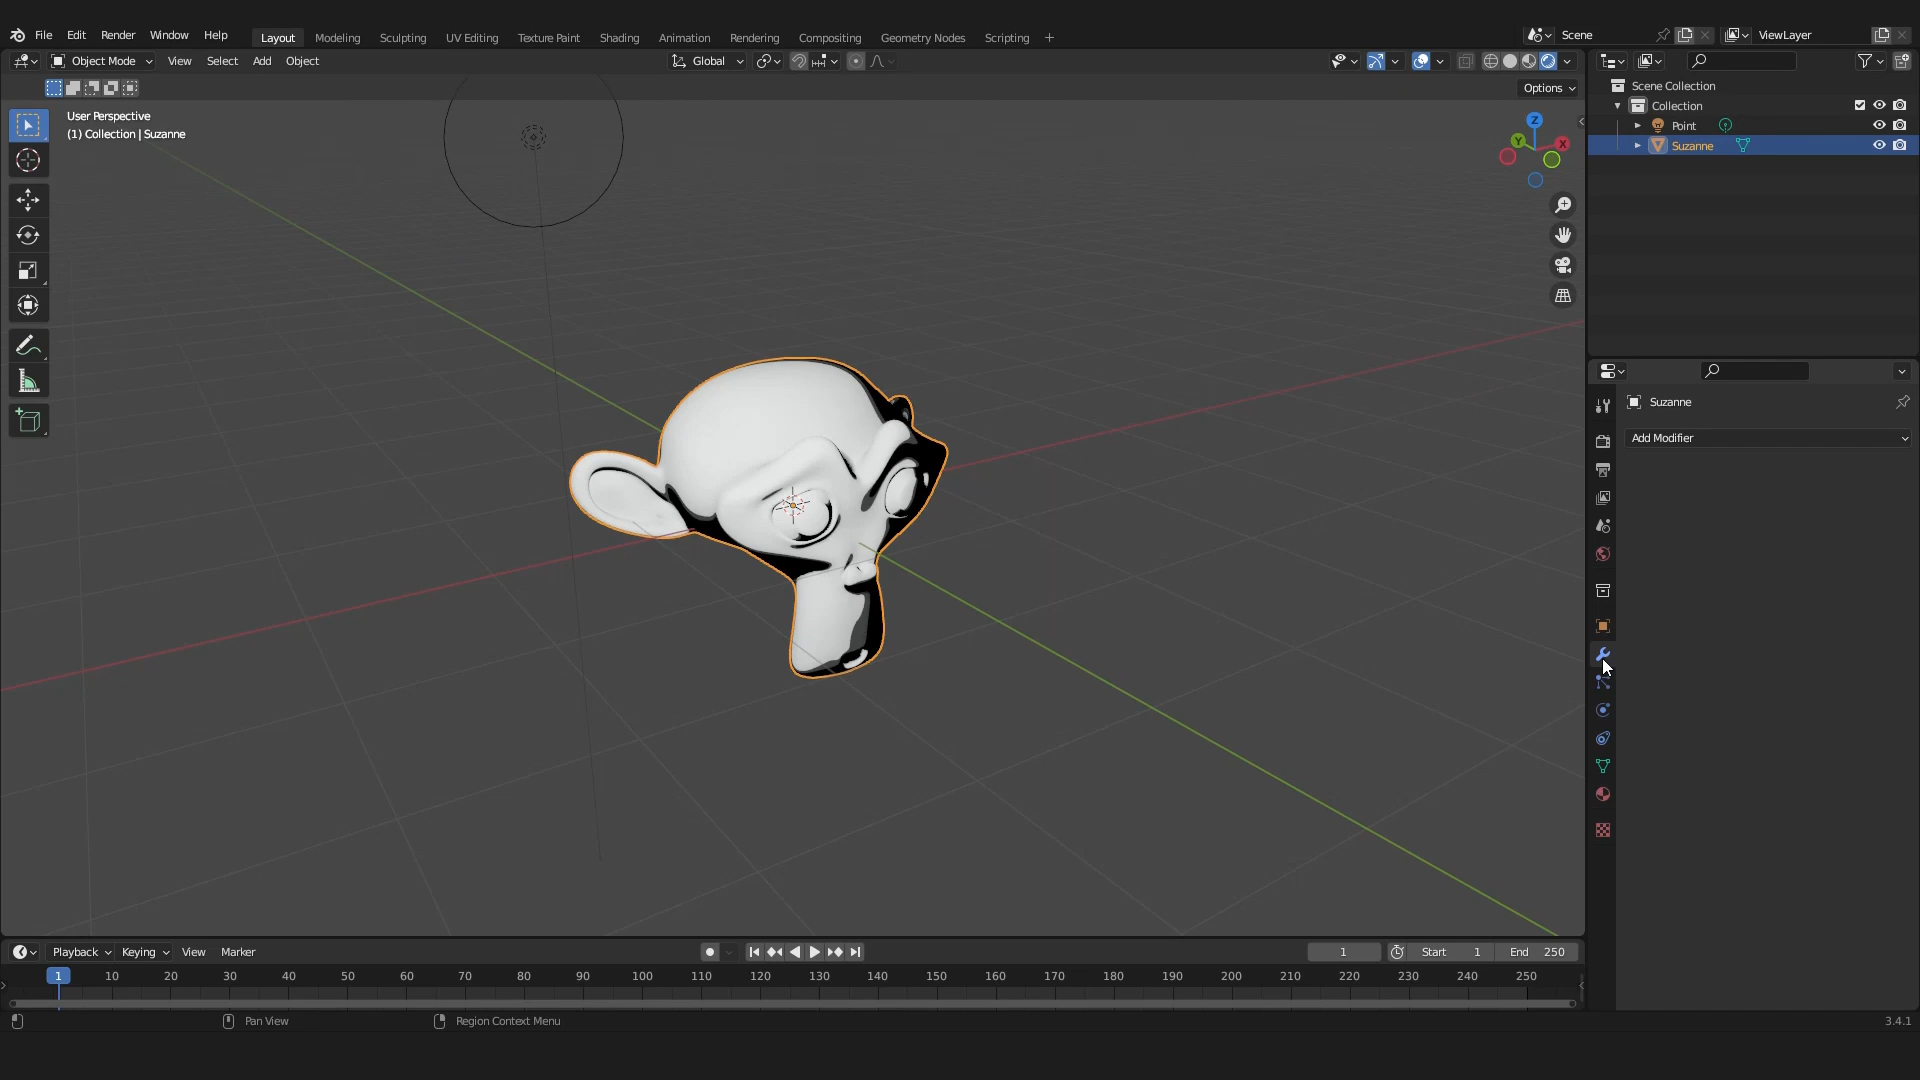 File Edit Render Window Help Layout Modeling Sculpting UV Editing Texture Paint Shading Animation Rendering Compositing Geometry Nodes Scripting + Scene ViewLayer
Object Mode View Select Add Object Global
Options
User Perspective
(1) Collection | Suzanne
Z
Y
X
Scene Collection
Collection
Point
Suzanne
Suzanne
Add Modifier
Playback Keying View Marker 1 Start 1 End 250
1 10 20 30 40 50 60 70 80 90 100 110 120 130 140 150 160 170 180 190 200 210 220 230 240 250
Pan View Region Context Menu 3.4.1